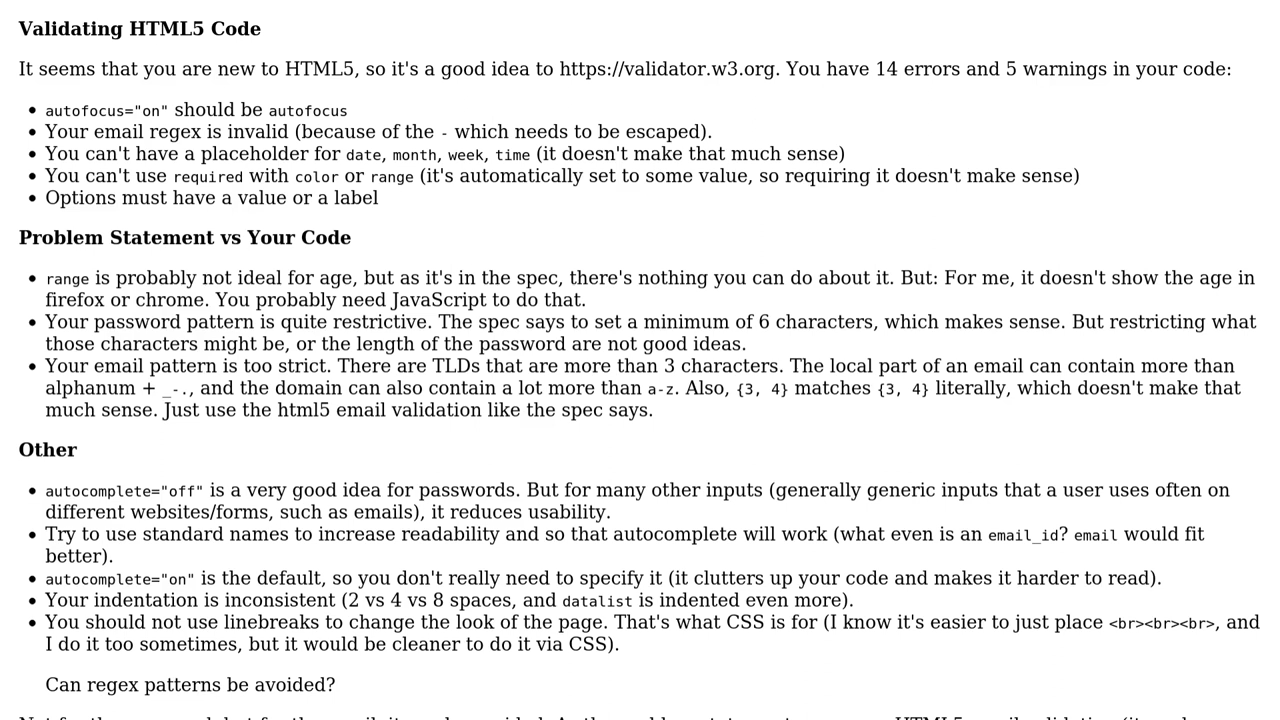 Validating HTML5 Code
It seems that you are new to HTML5, so it's a good idea to https://validator.w3.org. You have 14 errors and 5 warnings in your code:
• autofocus="on" should be autofocus
• Your email regex is invalid (because of the - which needs to be escaped).
• You can't have a placeholder for date, month, week, time (it doesn't make that much sense)
• You can't use required with color or range (it's automatically set to some value, so requiring it doesn't make sense)
• Options must have a value or a label
Problem Statement vs Your Code
• range is probably not ideal for age, but as it's in the spec, there's nothing you can do about it. But: For me, it doesn't show the age in
firefox or chrome. You probably need JavaScript to do that.
• Your password pattern is quite restrictive. The spec says to set a minimum of 6 characters, which makes sense. But restricting what
those characters might be, or the length of the password are not good ideas.
• Your email pattern is too strict. There are TLDs that are more than 3 characters. The local part of an email can contain more than
alphanum + _-., and the domain can also contain a lot more than a-z. Also, {3, 4} matches {3, 4} literally, which doesn't make that
much sense. Just use the html5 email validation like the spec says.
Other
• autocomplete="off" is a very good idea for passwords. But for many other inputs (generally generic inputs that a user uses often on
different websites/forms, such as emails), it reduces usability.
• Try to use standard names to increase readability and so that autocomplete will work (what even is an email_id? email would fit
better).
• autocomplete="on" is the default, so you don't really need to specify it (it clutters up your code and makes it harder to read).
• Your indentation is inconsistent (2 vs 4 vs 8 spaces, and datalist is indented even more).
• You should not use linebreaks to change the look of the page. That's what CSS is for (I know it's easier to just place <br><br><br>, and
I do it too sometimes, but it would be cleaner to do it via CSS).
Can regex patterns be avoided?